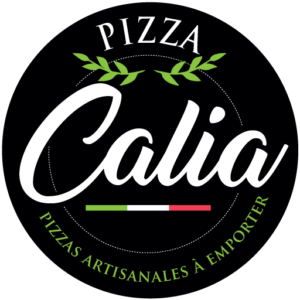 PIZZA
Calia
PIZZAS ARTISANALES À EMPORTER